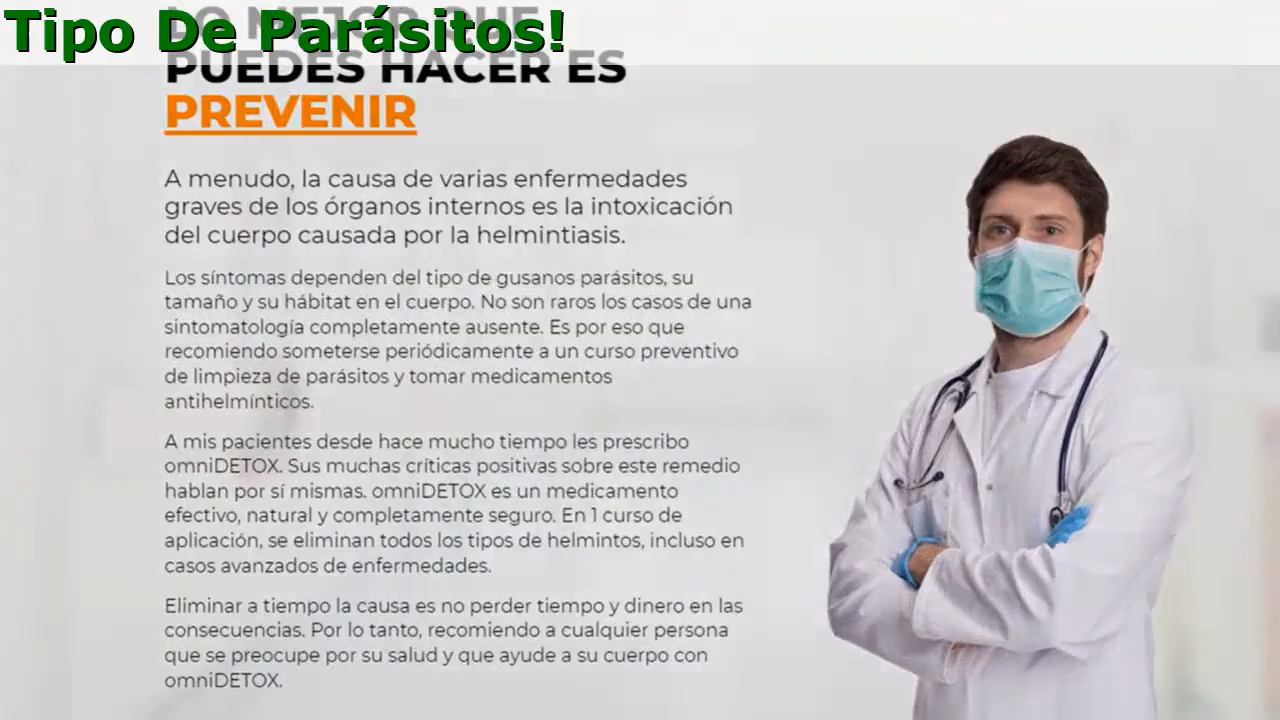 Tipo De Parásitos!
LO MEJOR QUE
PUEDES HACER ES
PREVENIR
A menudo, la causa de varias enfermedades
graves de los órganos internos es la intoxicación
del cuerpo causada por la helmintiasis.
Los síntomas dependen del tipo de gusanos parásitos, su
tamaño y su hábitat en el cuerpo. No son raros los casos de una
sintomatología completamente ausente. Es por eso que
recomiendo someterse periódicamente a un curso preventivo
de limpieza de parásitos y tomar medicamentos
antihelmínticos.
A mis pacientes desde hace mucho tiempo les prescribo
omniDETOX. Sus muchas críticas positivas sobre este remedio
hablan por sí mismas. omniDETOX es un medicamento
efectivo, natural y completamente seguro. En 1 curso de
aplicación, se eliminan todos los tipos de helmintos, incluso en
casos avanzados de enfermedades.
Eliminar a tiempo la causa es no perder tiempo y dinero en las
consecuencias. Por lo tanto, recomiendo a cualquier persona
que se preocupe por su salud y que ayude a su cuerpo con
omniDETOX.